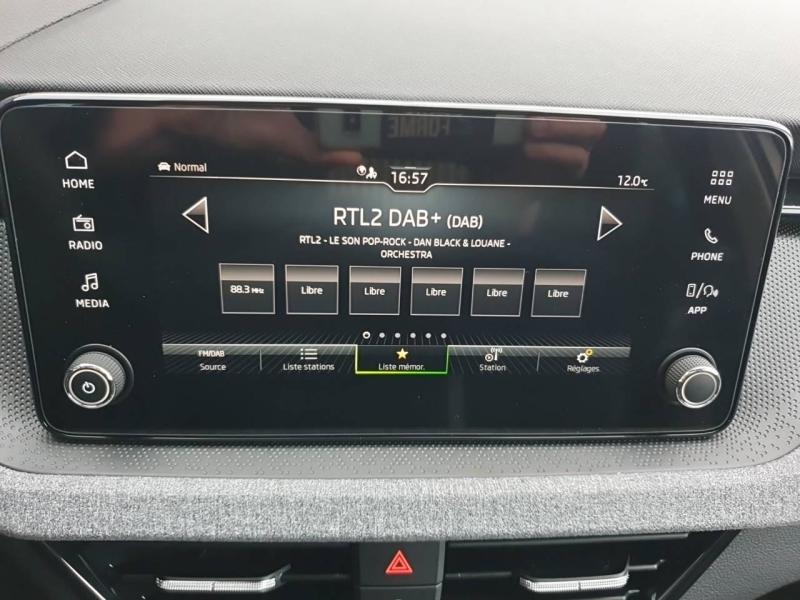 FORME
HOME
Normal
16:57
12.0°C
MENU
RTL2 DAB+ (DAB)
RADIO
RTL2 - LE SON POP-ROCK - DAN BLACK & LOUANE -
ORCHESTRA
PHONE
MEDIA
88.3 MHz
Libre
Libre
Libre
Libre
Libre
APP
FM/DAB
Source
Liste stations
Liste mémor.
Station
Réglages